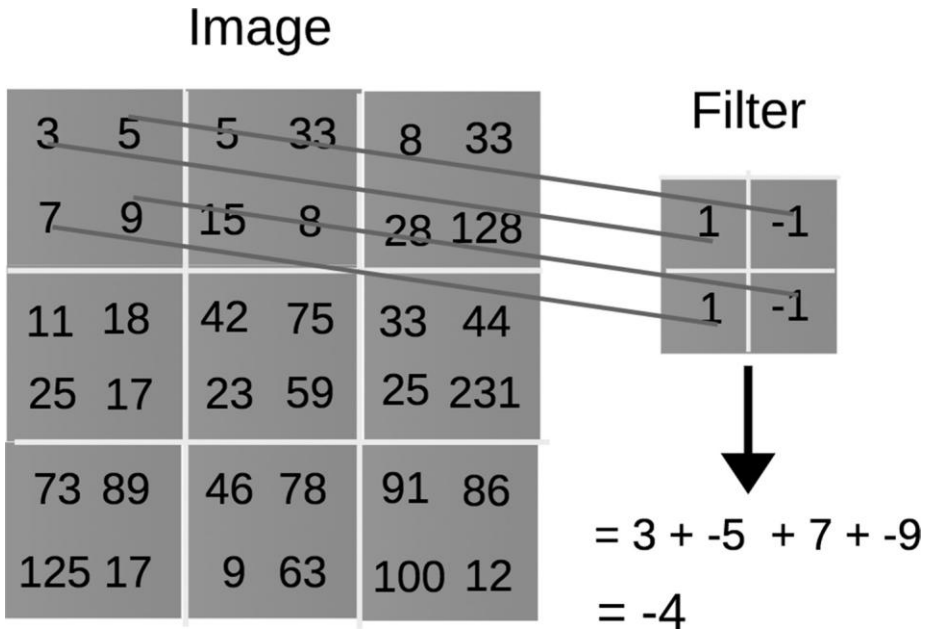 Image
3 5 5 33 8 33
7 9 15 8 28 128
11 18 42 75 33 44
25 17 23 59 25 231
73 89 46 78 91 86
125 17 9 63 100 12
Filter
1 -1
1 -1
= 3 + -5 + 7 + -9
= -4